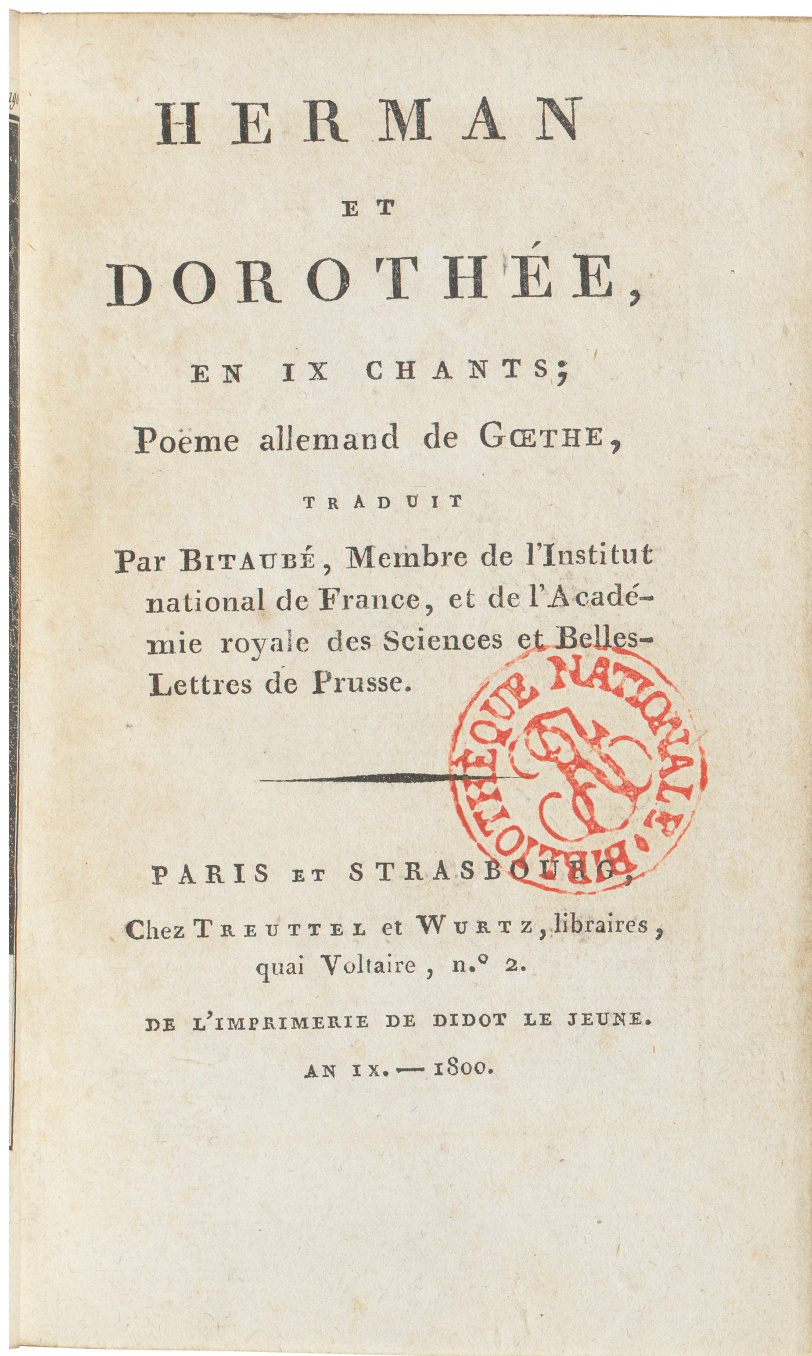 HERMAN
ET
DOROTHÉE,
EN IX CHANTS;
Poëme allemand de GŒTHE,
TRADUIT
Par BITAUBÉ, Membre de l'Institut
national de France, et de l'Acadé-
mie royale des Sciences et Belles-
Lettres de Prusse.
BIBLIOTHÈQUE NATIONALE
PARIS ET STRASBOURG,
Chez TREUTTEL et WURTZ, libraires,
quai Voltaire, n.º 2.
DE L'IMPRIMERIE DE DIDOT LE JEUNE.
AN IX. — 1800.